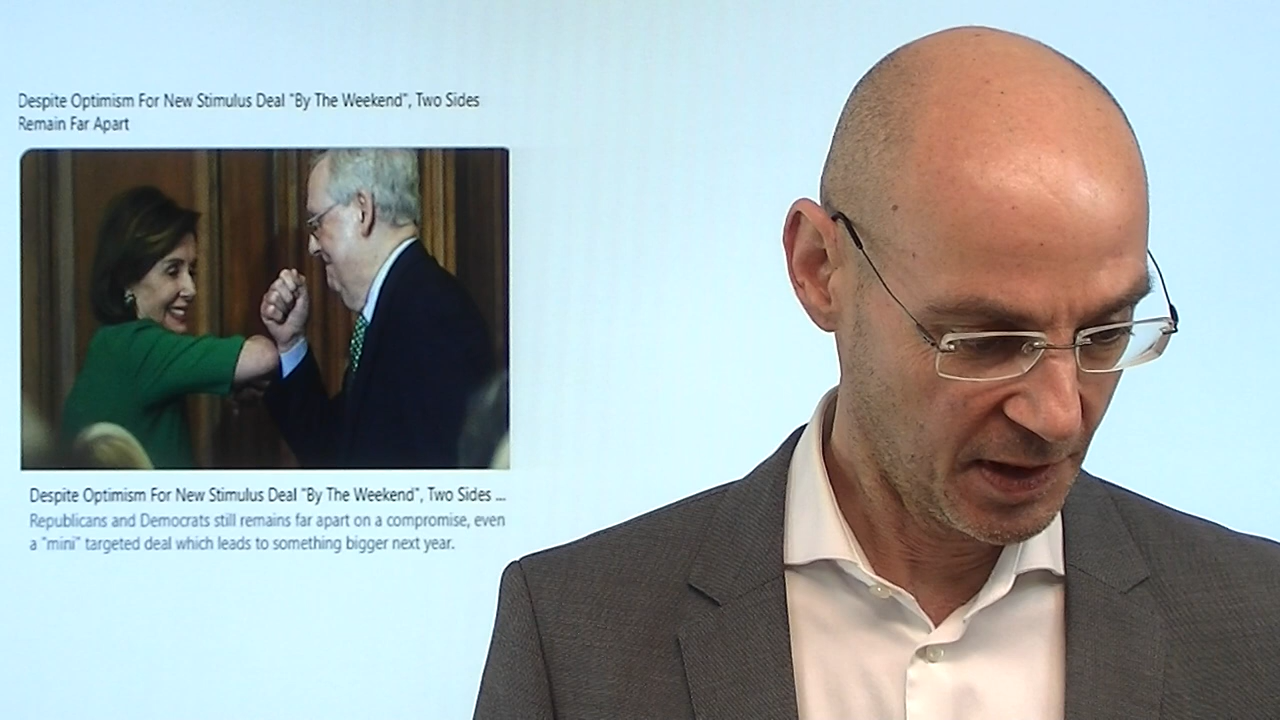 Despite Optimism For New Stimulus Deal "By The Weekend", Two Sides
Remain Far Apart
Despite Optimism For New Stimulus Deal "By The Weekend", Two Sides ...
Republicans and Democrats still remains far apart on a compromise, even
a "mini" targeted deal which leads to something bigger next year.